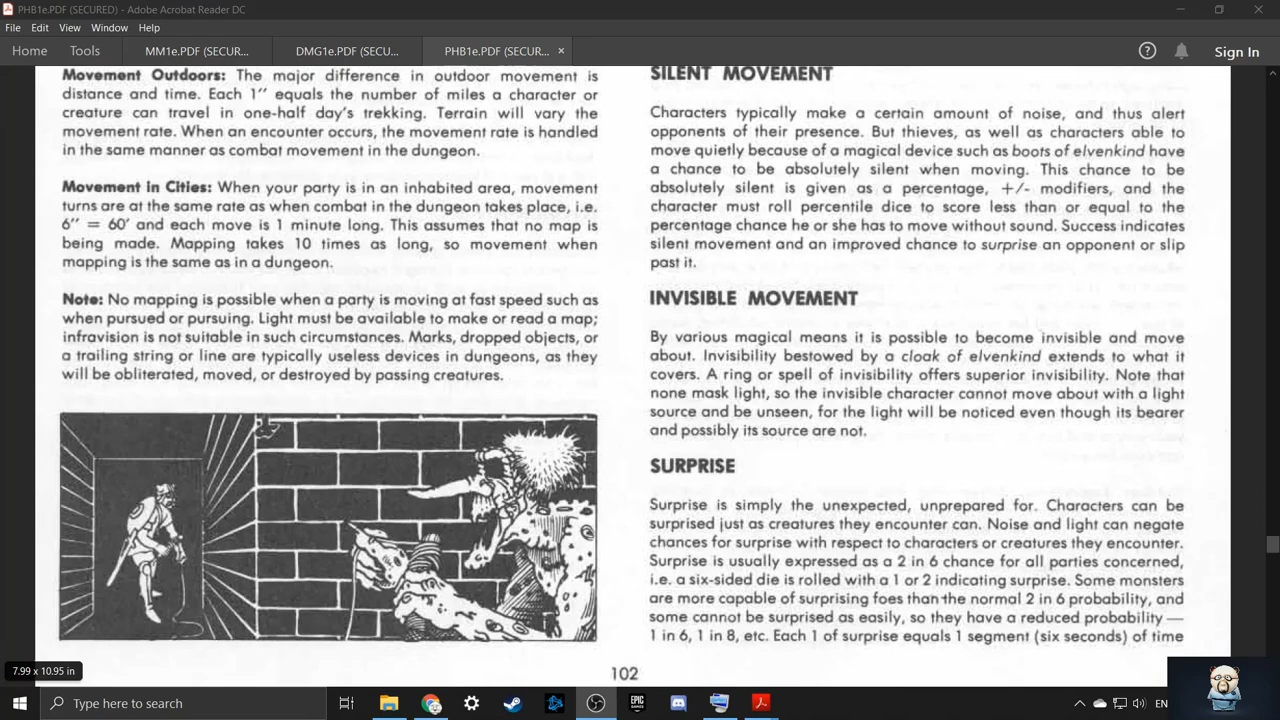 PHB1e.PDF (SECURED) - Adobe Acrobat Reader DC
File Edit View Window Help
Home Tools MM1e.PDF (SECUR... DMG1e.PDF (SECU... PHB1e.PDF (SECUR... × Sign In
Movement Outdoors: The major difference in outdoor movement is
distance and time. Each 1″ equals the number of miles a character or
creature can travel in one-half day's trekking. Terrain will vary the
movement rate. When an encounter occurs, the movement rate is handled
in the same manner as combat movement in the dungeon.
Movement in Cities: When your party is in an inhabited area, movement
turns are at the same rate as when combat in the dungeon takes place, i.e.
6″ = 60′ and each move is 1 minute long. This assumes that no map is
being made. Mapping takes 10 times as long, so movement when
mapping is the same as in a dungeon.
Note: No mapping is possible when a party is moving at fast speed such as
when pursued or pursuing. Light must be available to make or read a map;
infravision is not suitable in such circumstances. Marks, dropped objects, or
a trailing string or line are typically useless devices in dungeons, as they
will be obliterated, moved, or destroyed by passing creatures.
SILENT MOVEMENT
Characters typically make a certain amount of noise, and thus alert
opponents of their presence. But thieves, as well as characters able to
move quietly because of a magical device such as boots of elvenkind have
a chance to be absolutely silent when moving. This chance to be
absolutely silent is given as a percentage, +/- modifiers, and the
character must roll percentile dice to score less than or equal to the
percentage chance he or she has to move without sound. Success indicates
silent movement and an improved chance to surprise an opponent or slip
past it.
INVISIBLE MOVEMENT
By various magical means it is possible to become invisible and move
about. Invisibility bestowed by a cloak of elvenkind extends to what it
covers. A ring or spell of invisibility offers superior invisibility. Note that
none mask light, so the invisible character cannot move about with a light
source and be unseen, for the light will be noticed even though its bearer
and possibly its source are not.
SURPRISE
Surprise is simply the unexpected, unprepared for. Characters can be
surprised just as creatures they encounter can. Noise and light can negate
chances for surprise with respect to characters or creatures they encounter.
Surprise is usually expressed as a 2 in 6 chance for all parties concerned,
i.e. a six-sided die is rolled with a 1 or 2 indicating surprise. Some monsters
are more capable of surprising foes than the normal 2 in 6 probability, and
some cannot be surprised as easily, so they have a reduced probability —
1 in 6, 1 in 8, etc. Each 1 of surprise equals 1 segment (six seconds) of time
102
7.99 x 10.95 in
Type here to search
EPIC
GAMES
EN